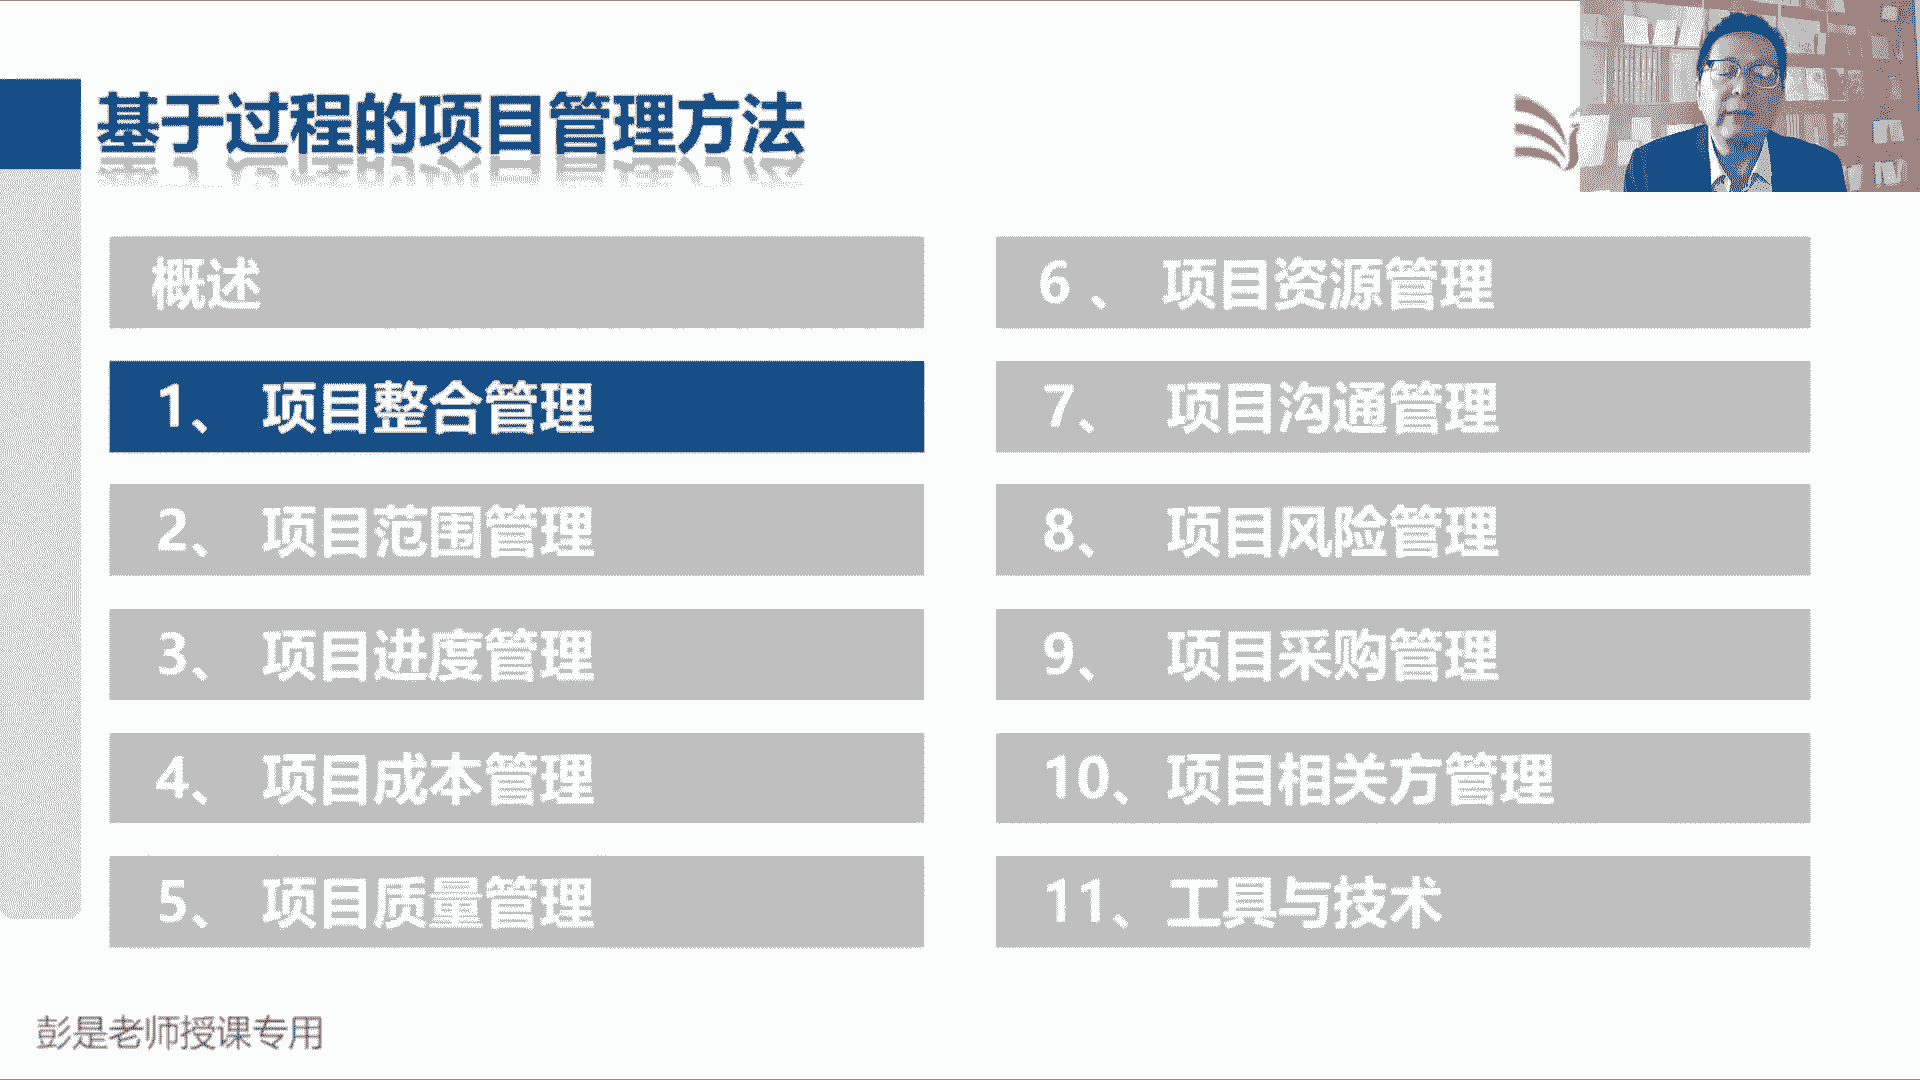 基于过程的项目管理方法
概述
1、 项目整合管理
2、 项目范围管理
3、 项目进度管理
4、 项目成本管理
5、 项目质量管理
6 、 项目资源管理
7、 项目沟通管理
8、 项目风险管理
9、 项目采购管理
10、项目相关方管理
11、工具与技术
彭是老师授课专用